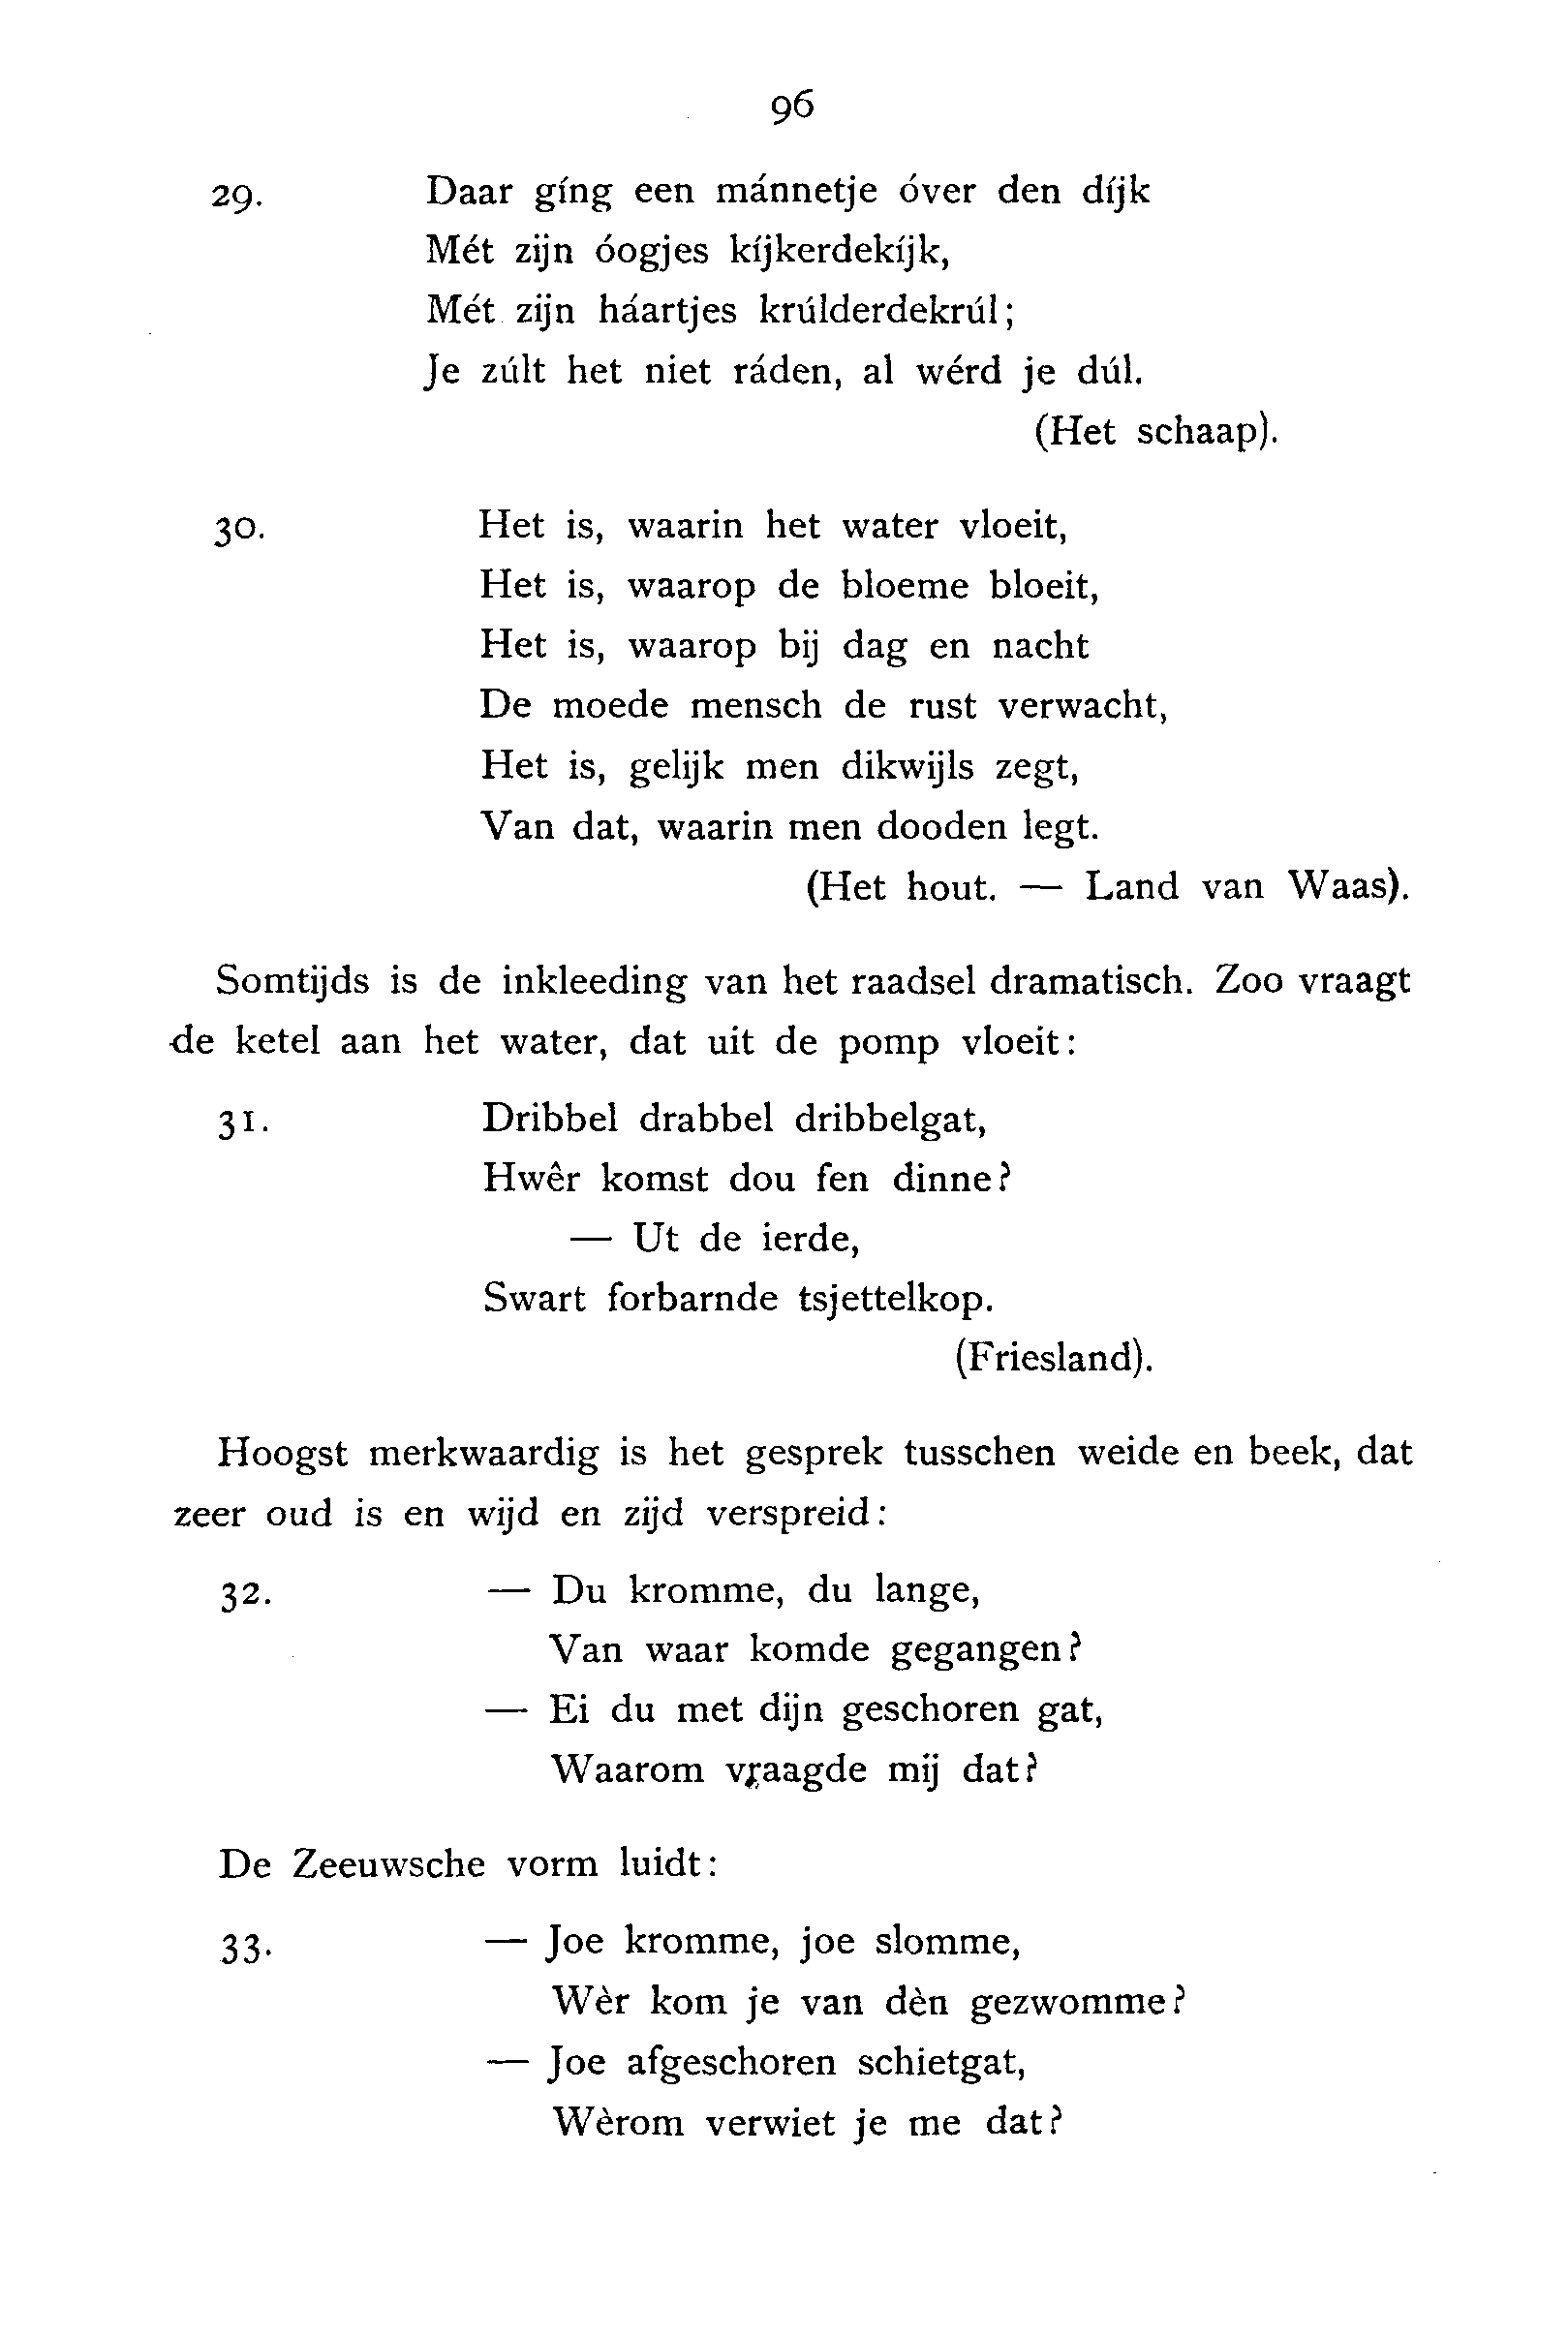 96
29. Daar gíng een mánnetje óver den díjk
Mét zijn óogjes kíjkerdekíjk,
Mét zijn háartjes krúlderdekrúl;
Je zúlt het niet ráden, al wérd je dúl.
(Het schaap).
30. Het is, waarin het water vloeit,
Het is, waarop de bloeme bloeit,
Het is, waarop bij dag en nacht
De moede mensch de rust verwacht,
Het is, gelijk men dikwijls zegt,
Van dat, waarin men dooden legt.
(Het hout. — Land van Waas).
Somtijds is de inkleeding van het raadsel dramatisch. Zoo vraagt
de ketel aan het water, dat uit de pomp vloeit:
31. Dribbel drabbel dribbelgat,
Hwêr komst dou fen dinne?
— Ut de ierde,
Swart forbarnde tsjettelkop.
(Friesland).
Hoogst merkwaardig is het gesprek tusschen weide en beek, dat
zeer oud is en wijd en zijd verspreid:
32. — Du kromme, du lange,
Van waar komde gegangen?
— Ei du met dijn geschoren gat,
Waarom vraagde mij dat?
De Zeeuwsche vorm luidt:
33. — Joe kromme, joe slomme,
Wèr kom je van dèn gezwomme?
— Joe afgeschoren schietgat,
Wèrom verwiet je me dat?